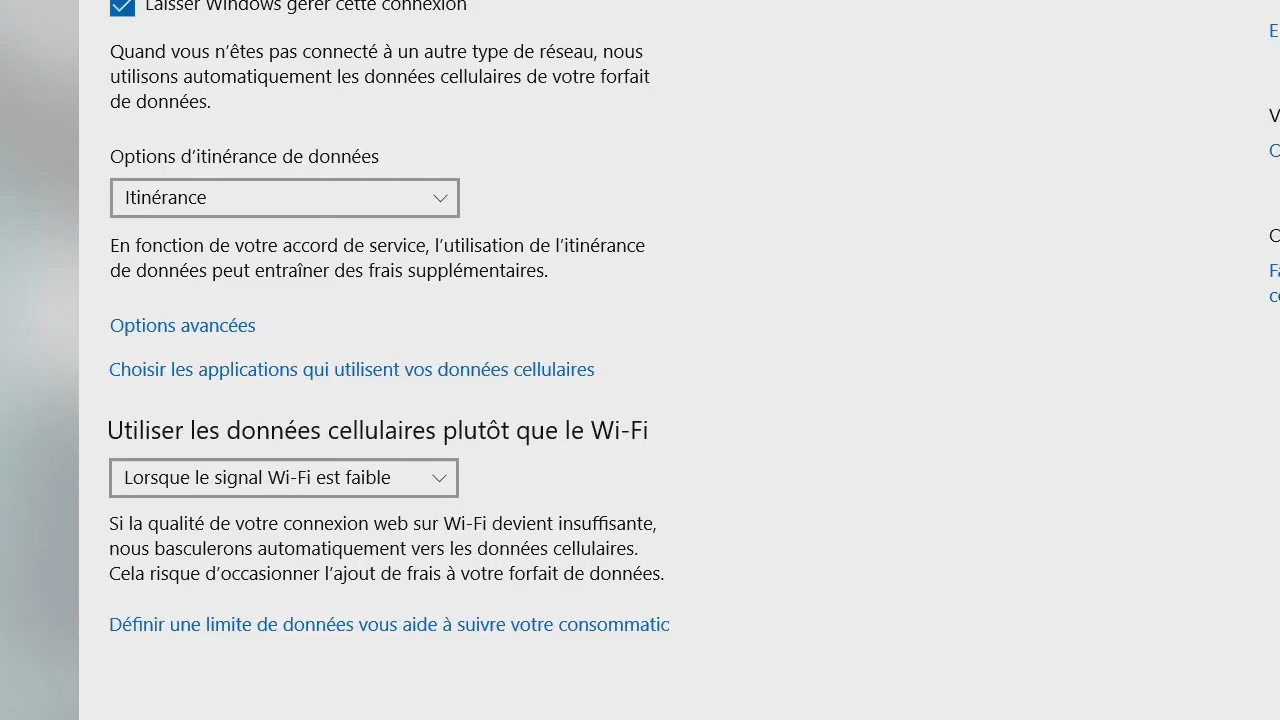 Laisser Windows gérer cette connexion
Quand vous n’êtes pas connecté à un autre type de réseau, nous
utilisons automatiquement les données cellulaires de votre forfait
de données.
Options d’itinérance de données
Itinérance
En fonction de votre accord de service, l’utilisation de l’itinérance
de données peut entraîner des frais supplémentaires.
Options avancées
Choisir les applications qui utilisent vos données cellulaires
Utiliser les données cellulaires plutôt que le Wi-Fi
Lorsque le signal Wi-Fi est faible
Si la qualité de votre connexion web sur Wi-Fi devient insuffisante,
nous basculerons automatiquement vers les données cellulaires.
Cela risque d’occasionner l’ajout de frais à votre forfait de données.
Définir une limite de données vous aide à suivre votre